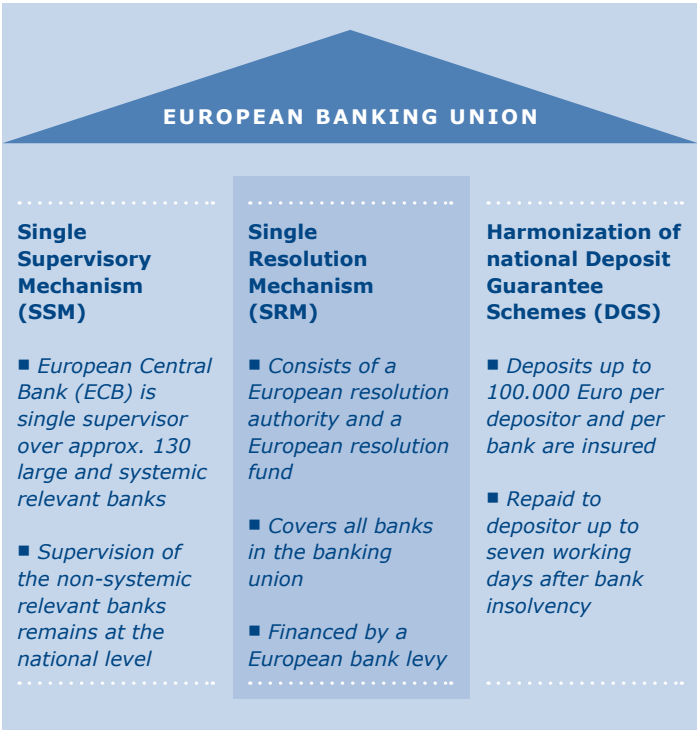 EUROPEAN BANKING UNION
Single
Supervisory
Mechanism
(SSM)
■ European Central
Bank (ECB) is
single supervisor
over approx. 130
large and systemic
relevant banks
■ Supervision of
the non-systemic
relevant banks
remains at the
national level
Single
Resolution
Mechanism
(SRM)
■ Consists of a
European resolution
authority and a
European resolution
fund
■ Covers all banks
in the banking
union
■ Financed by a
European bank levy
Harmonization of
national Deposit
Guarantee
Schemes (DGS)
■ Deposits up to
100.000 Euro per
depositor and per
bank are insured
■ Repaid to
depositor up to
seven working
days after bank
insolvency